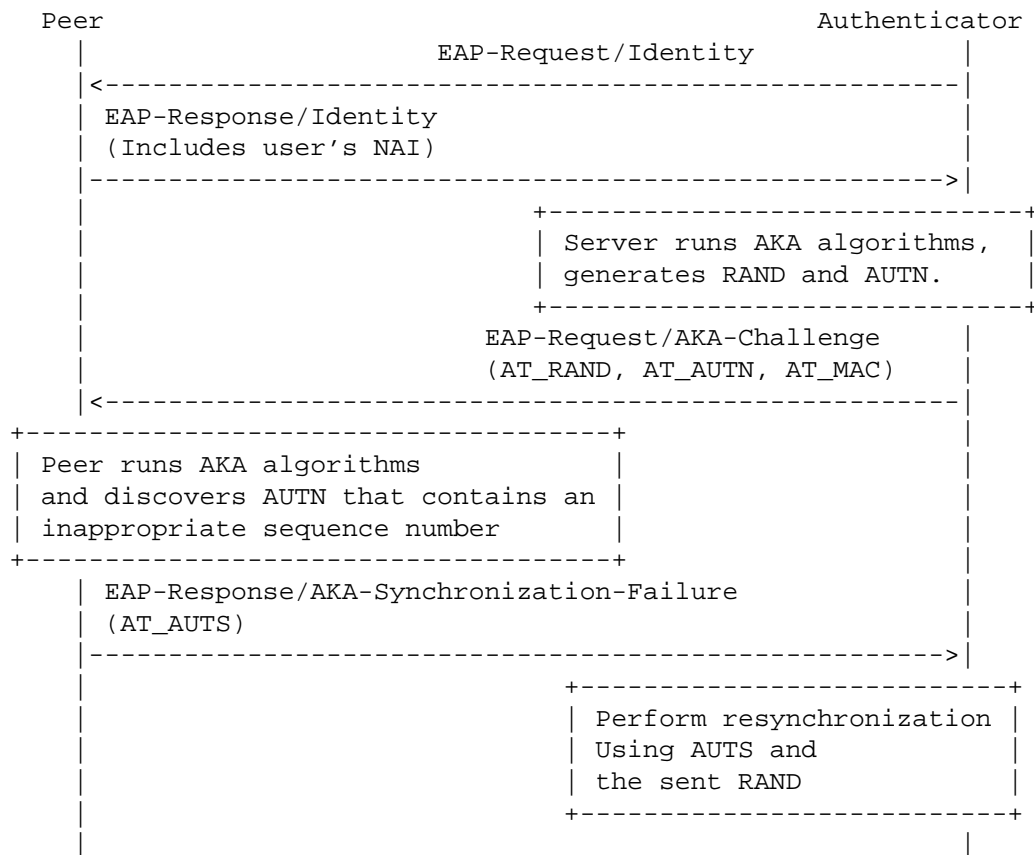 Peer Authenticator
EAP-Request/Identity
EAP-Response/Identity
(Includes user's NAI)
Server runs AKA algorithms,
generates RAND and AUTN.
EAP-Request/AKA-Challenge
(AT_RAND, AT_AUTN, AT_MAC)
Peer runs AKA algorithms
and discovers AUTN that contains an
inappropriate sequence number
EAP-Response/AKA-Synchronization-Failure
(AT_AUTS)
Perform resynchronization
Using AUTS and
the sent RAND